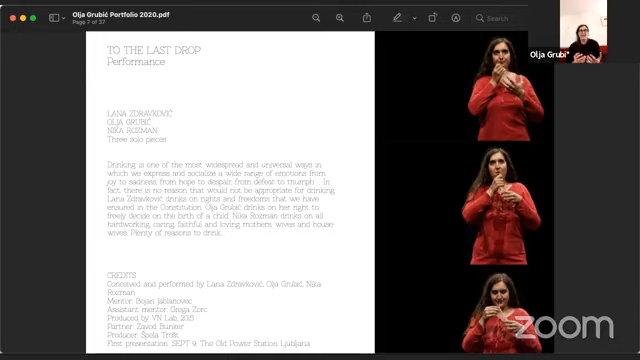 Olja Grubić Portfolio 2020.pdf
Page 7 of 37
Search
Olja Grubi*
TO THE LAST DROP
Performance
LANA ZDRAVKOVIĆ
OLJA GRUBIĆ
NIKA ROZMAN
Three solo pieces
Drinking is one of the most widespread and universal ways in
which we express and socialize a wide range of emotions from
joy to sadness, from hope to despair, from defeat to triumph... In
fact, there is no reason that would not be appropriate for drinking.
Lana Zdravković drinks on rights and freedoms that we have
ensured in the Constitution. Olja Grubić drinks on her right to
freely decide on the birth of a child. Nika Rozman drinks on all
hardworking, caring, faithful and loving mothers, wives and house-
wives. Plenty of reasons to drink...
CREDITS
Conceived and performed by Lana Zdravković, Olja Grubić, Nika
Rozman
Mentor: Bojan Jablanovec
Assistant mentor: Grega Zorc
Produced by VN Lab, 2015
Partner: Zavod Bunker
Producer: Špela Trošt
First presentation: SEPT 9, The Old Power Station Ljubljana
zoom